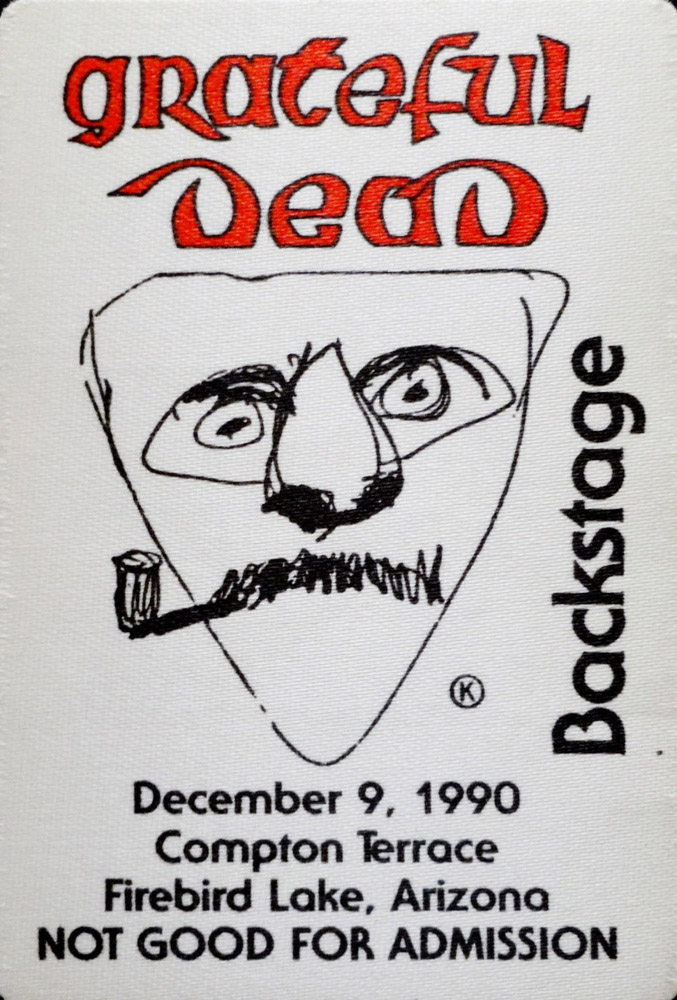 grateful
Dead
Backstage
K
December 9, 1990
Compton Terrace
Firebird Lake, Arizona
NOT GOOD FOR ADMISSION